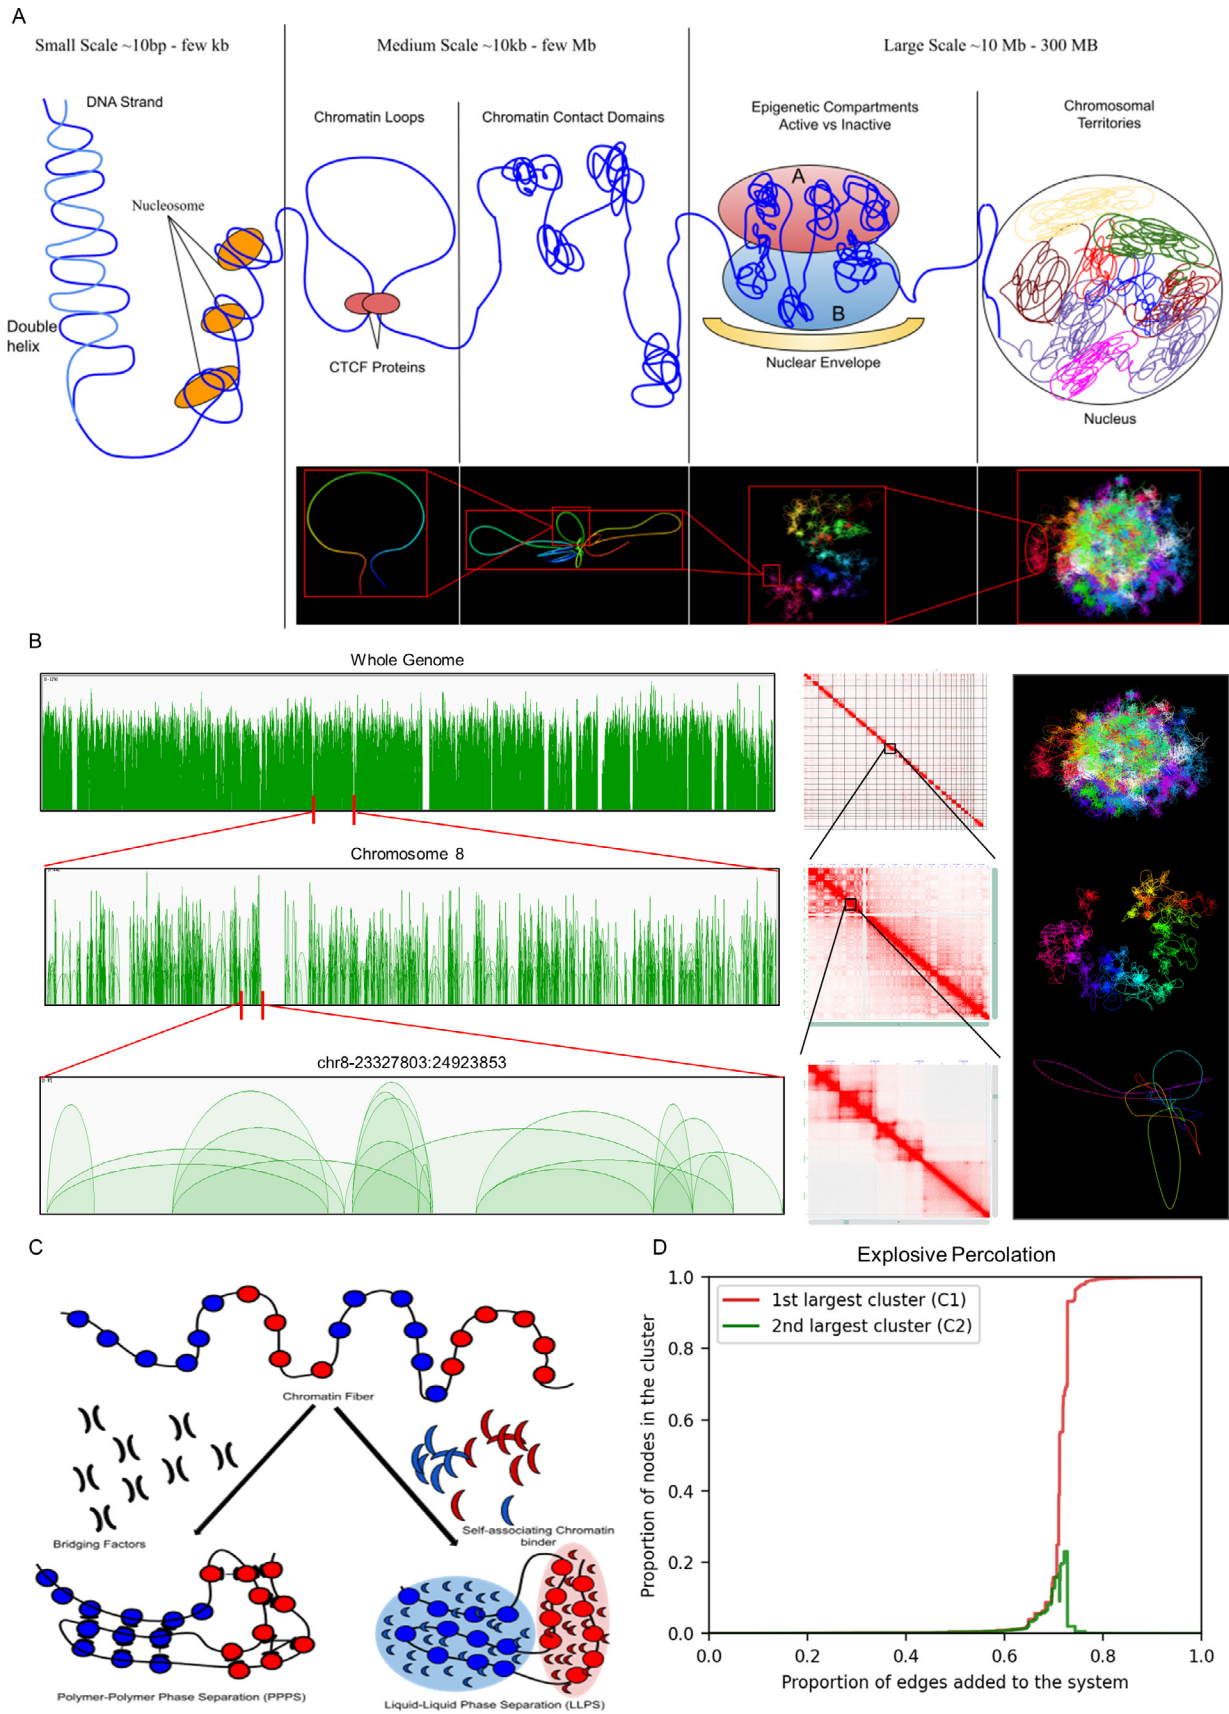 A
Small Scale ~10bp - few kb
Medium Scale ~10kb - few Mb
Large Scale ~10 Mb - 300 MB
DNA Strand
Chromatin Loops
Chromatin Contact Domains
Epigenetic Compartments
Active vs Inactive
Chromosomal
Territories
Nucleosome
A
Double
helix
B
CTCF Proteins
Nuclear Envelope
Nucleus
B
Whole Genome
Chromosome 8
chr8-23327803:24923853
C
Chromatin Fiber
Bridging Factors
Self-associating Chromatin
binder
Polymer-Polymer Phase Separation (PPPS)
Liquid-Liquid Phase Separation (LLPS)
D
Explosive Percolation
1st largest cluster (C1)
2nd largest cluster (C2)
Proportion of nodes in the cluster
1.0
0.8
0.6
0.4
0.2
0.0
0.0 0.2 0.4 0.6 0.8 1.0
Proportion of edges added to the system